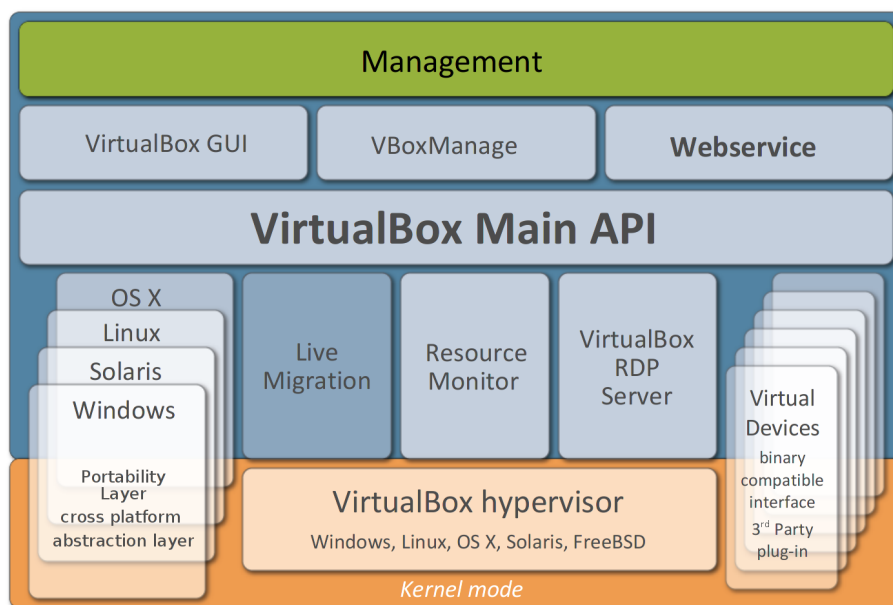 Management
VirtualBox GUI
VBoxManage
Webservice
VirtualBox Main API
OS X
Linux
Solaris
Windows
Portability
Layer
cross platform
abstraction layer
Live
Migration
Resource
Monitor
VirtualBox
RDP
Server
Virtual
Devices
binary
compatible
interface
3rd Party
plug-in
VirtualBox hypervisor
Windows, Linux, OS X, Solaris, FreeBSD
Kernel mode